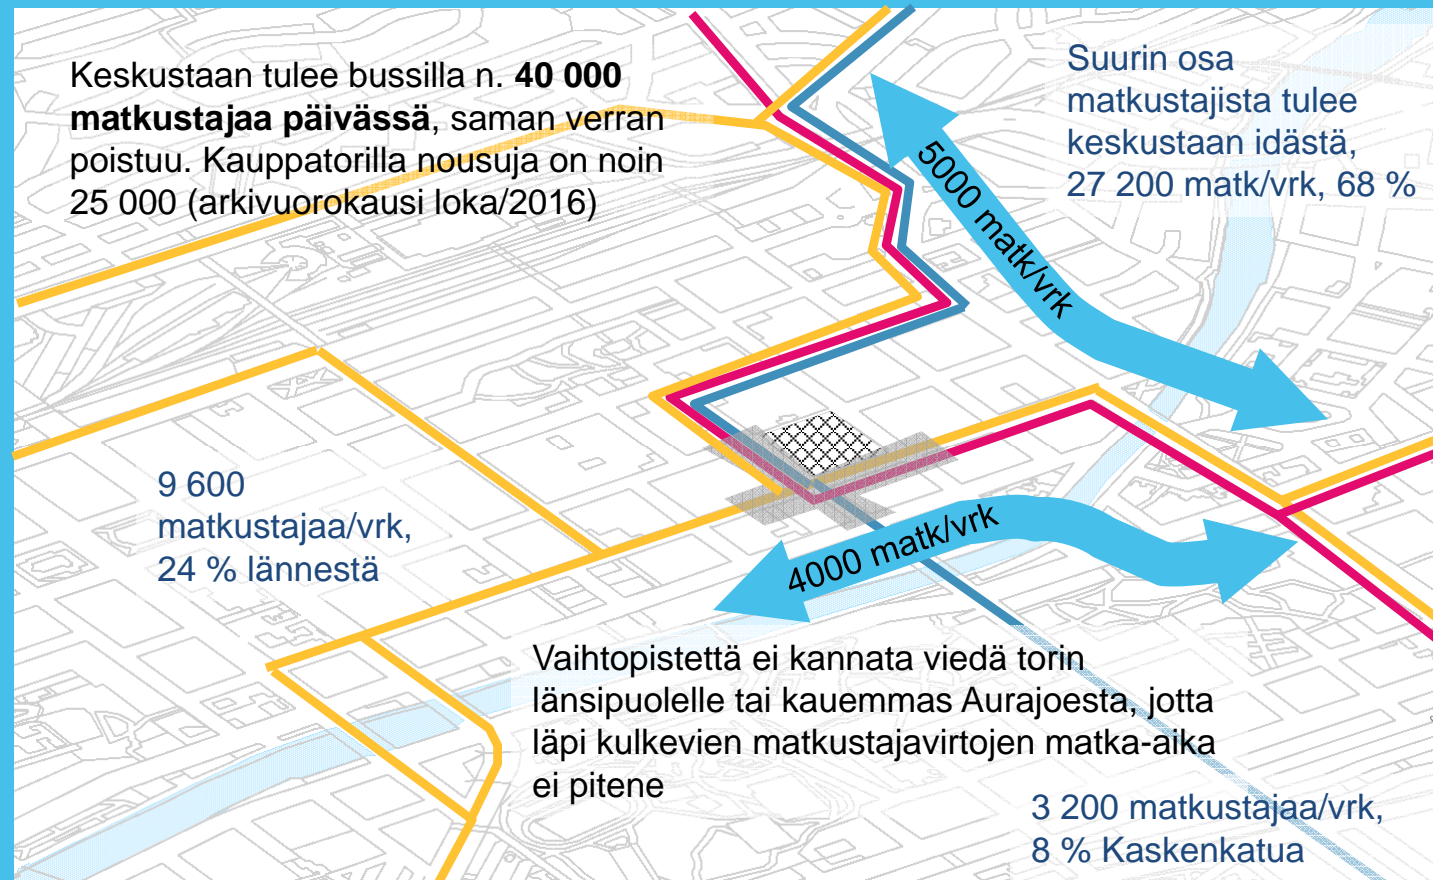 Keskustaan tulee bussilla n. 40 000
matkustajaa päivässä, saman verran
poistuu. Kauppatorilla nousuja on noin
25 000 (arkivuorokausi loka/2016)
Suurin osa
matkustajista tulee
keskustaan idästä,
27 200 matk/vrk, 68 %
5000 matk/vrk
9 600
matkustajaa/vrk,
24 % lännestä
4000 matk/vrk
Vaihtopistettä ei kannata viedä torin
länsipuolelle tai kauemmas Aurajoesta, jotta
läpi kulkevien matkustajavirtojen matka-aika
ei pitene
3 200 matkustajaa/vrk,
8 % Kaskenkatua